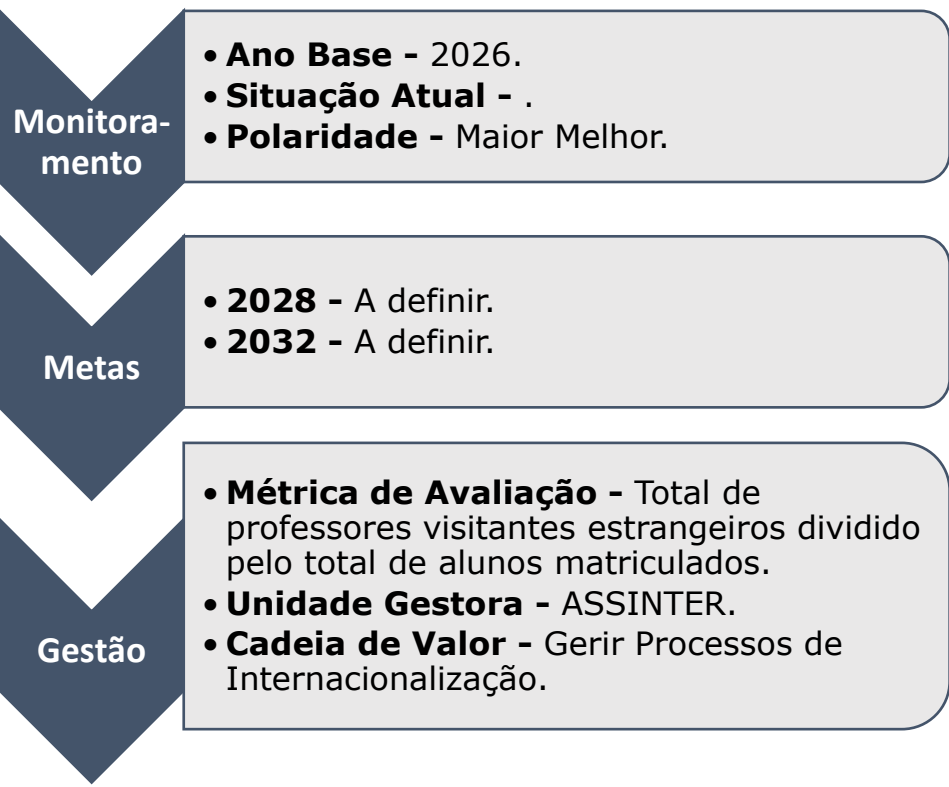 Monitora-
mento
• Ano Base - 2026.
• Situação Atual - .
• Polaridade - Maior Melhor.
Metas
• 2028 - A definir.
• 2032 - A definir.
Gestão
• Métrica de Avaliação - Total de
professores visitantes estrangeiros dividido
pelo total de alunos matriculados.
• Unidade Gestora - ASSINTER.
• Cadeia de Valor - Gerir Processos de
Internacionalização.